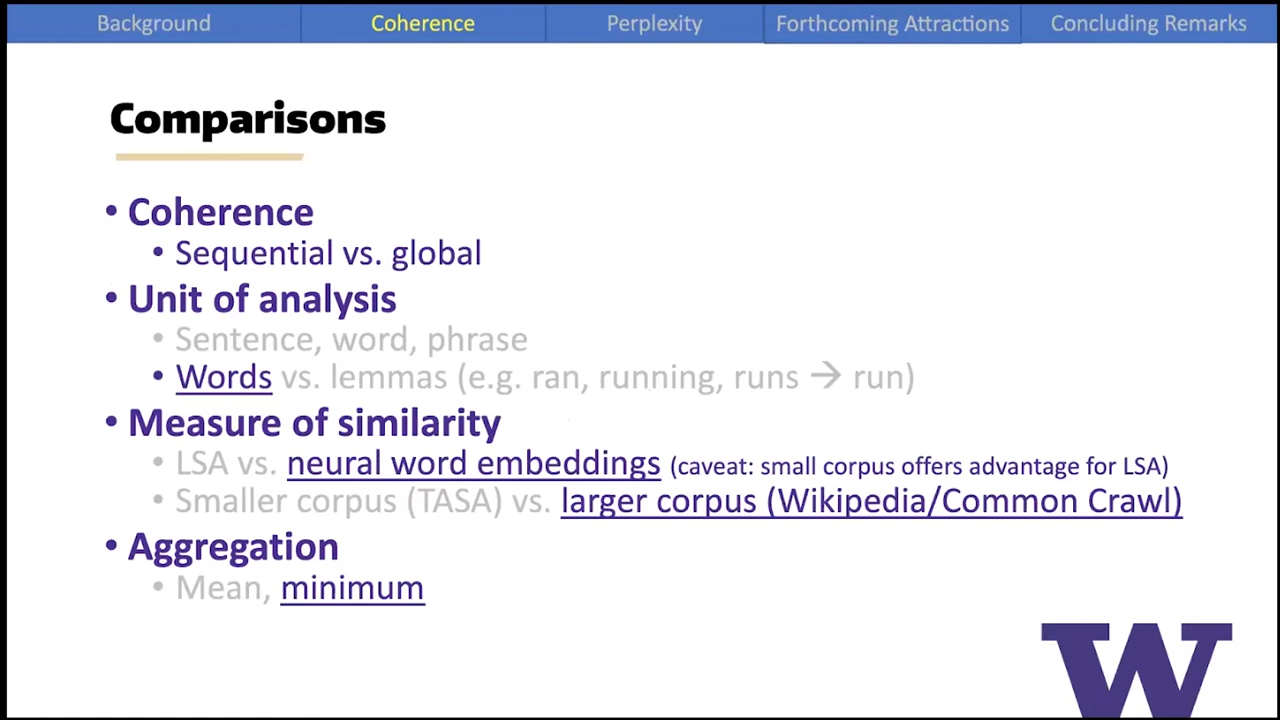 Background Coherence Perplexity Forthcoming Attractions Concluding Remarks
Comparisons
• Coherence
• Sequential vs. global
• Unit of analysis
• Sentence, word, phrase
• Words vs. lemmas (e.g. ran, running, runs → run)
• Measure of similarity
• LSA vs. neural word embeddings (caveat: small corpus offers advantage for LSA)
• Smaller corpus (TASA) vs. larger corpus (Wikipedia/Common Crawl)
• Aggregation
• Mean, minimum
W